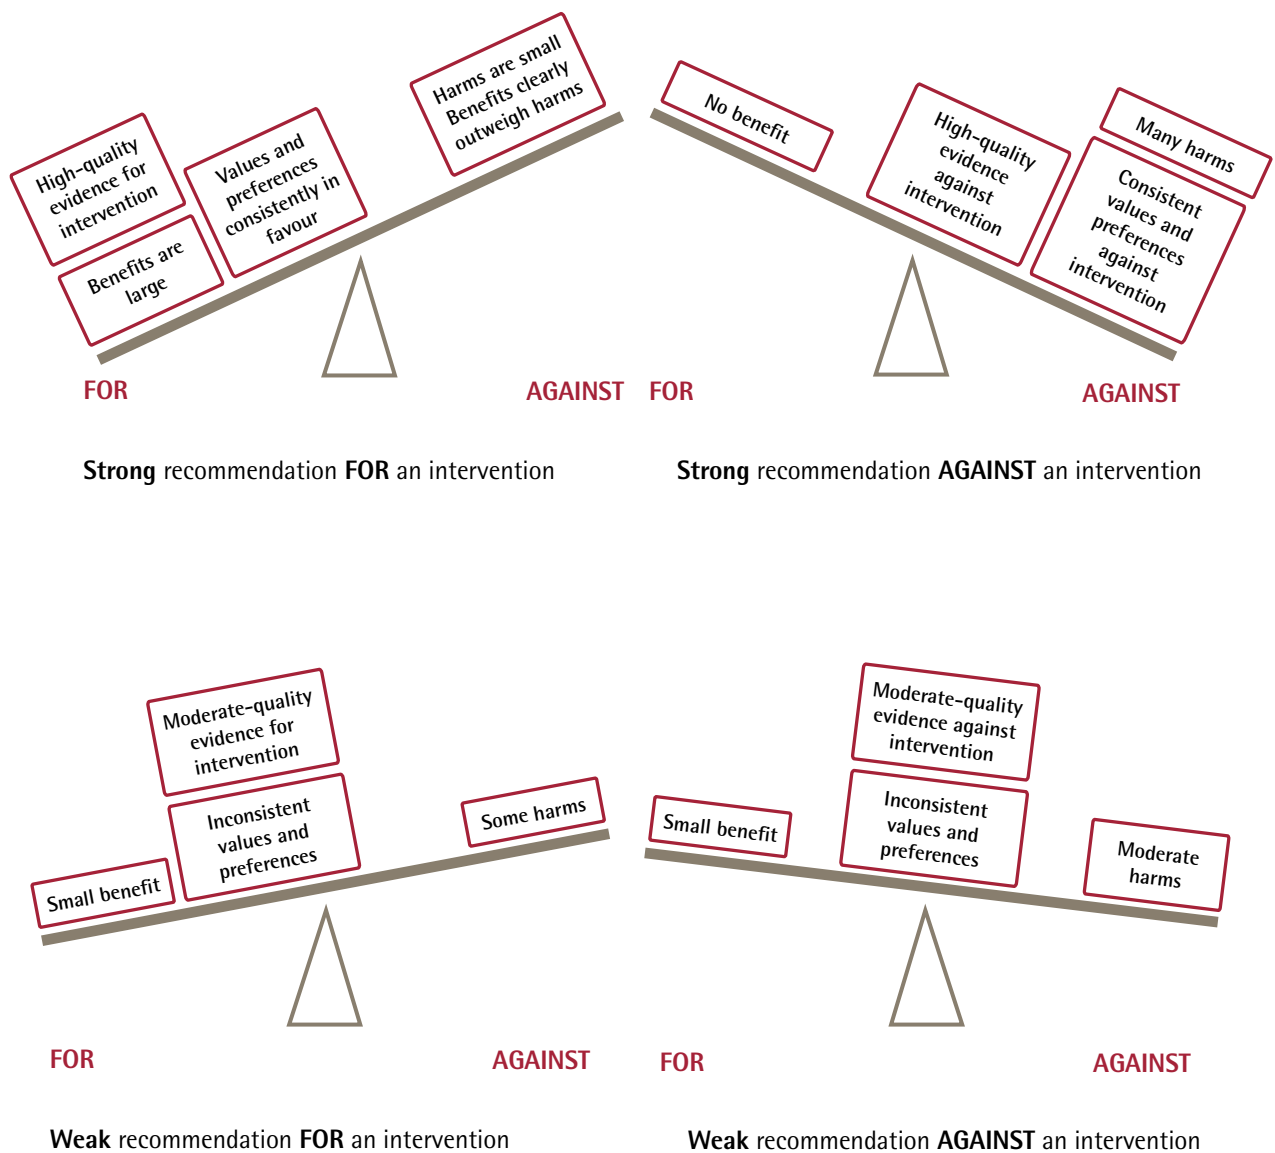 High-quality
evidence for
intervention
Benefits are
large
Values and
preferences
consistently in
favour
Harms are small
Benefits clearly
outweigh harms
FOR
AGAINST
Strong recommendation FOR an intervention
No benefit
High-quality
evidence
against
intervention
Many harms
Consistent
values and
preferences
against
intervention
FOR
AGAINST
Strong recommendation AGAINST an intervention
Moderate-quality
evidence for
intervention
Inconsistent
values and
preferences
Small benefit
Some harms
FOR
AGAINST
Weak recommendation FOR an intervention
Moderate-quality
evidence against
intervention
Inconsistent
values and
preferences
Small benefit
Moderate
harms
FOR
AGAINST
Weak recommendation AGAINST an intervention